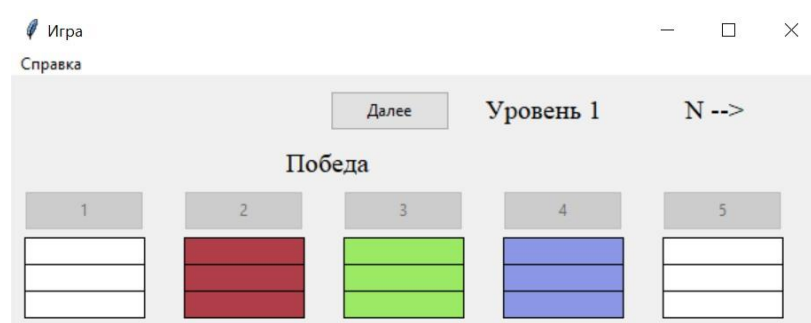 Игра
Справка
Далее Уровень 1 N -->
Победа
1 2 3 4 5